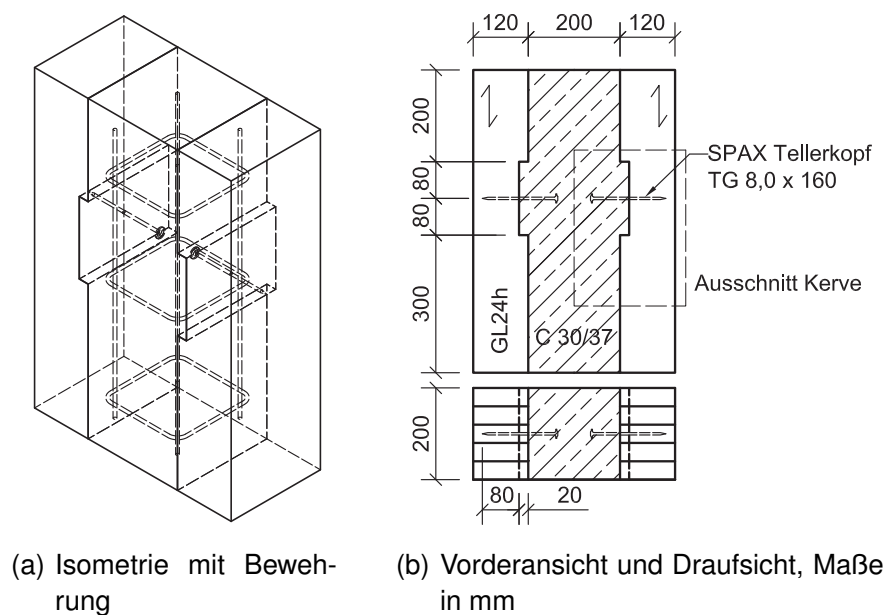 120 200 120
200
80
80
300
SPAX Tellerkopf
TG 8,0 x 160
Ausschnitt Kerve
GL24h
C 30/37
200
80 20
(a) Isometrie mit Beweh-
rung
(b) Vorderansicht und Draufsicht, Maße
in mm